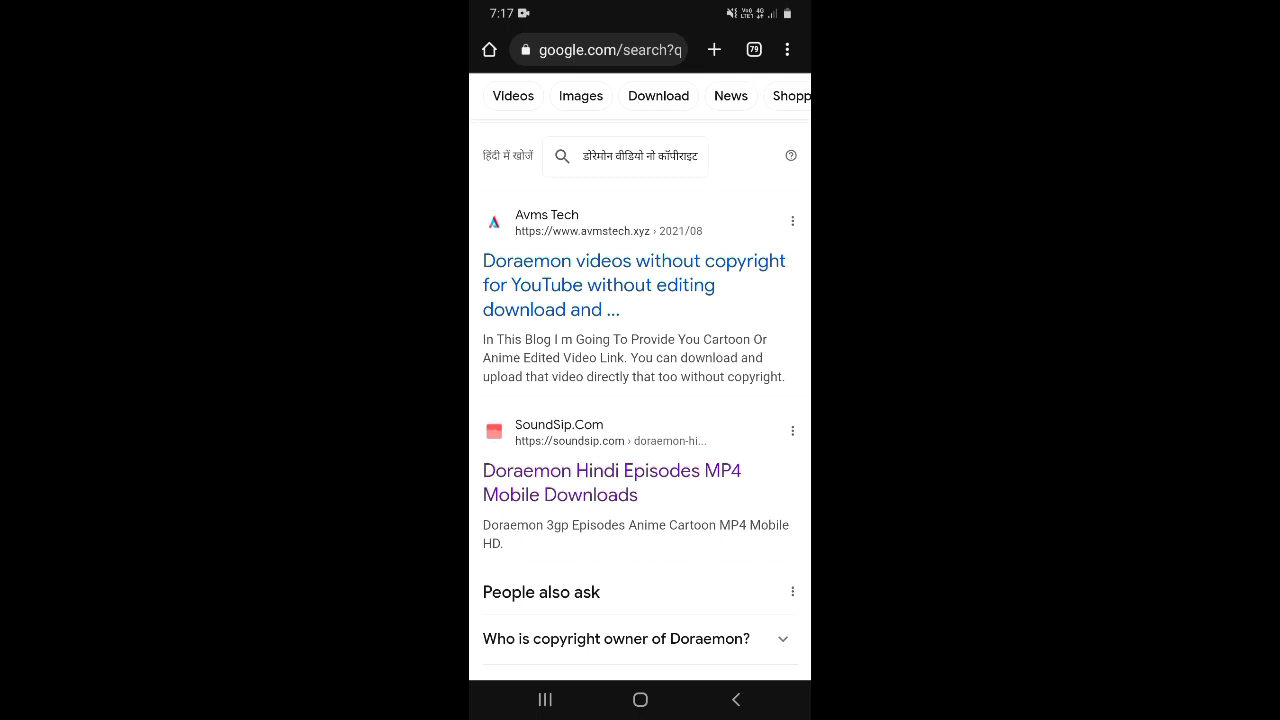 7:17
Vo) 4G
LTE1
google.com/search?q
79
Videos Images Download News Shopp
हिंदी में खोजें डोरेमोन वीडियो नो कॉपीराइट
Avms Tech
https://www.avmstech.xyz › 2021/08
Doraemon videos without copyright
for YouTube without editing
download and ...
In This Blog I m Going To Provide You Cartoon Or
Anime Edited Video Link. You can download and
upload that video directly that too without copyright.
SoundSip.Com
https://soundsip.com › doraemon-hi...
Doraemon Hindi Episodes MP4
Mobile Downloads
Doraemon 3gp Episodes Anime Cartoon MP4 Mobile
HD.
People also ask
Who is copyright owner of Doraemon?